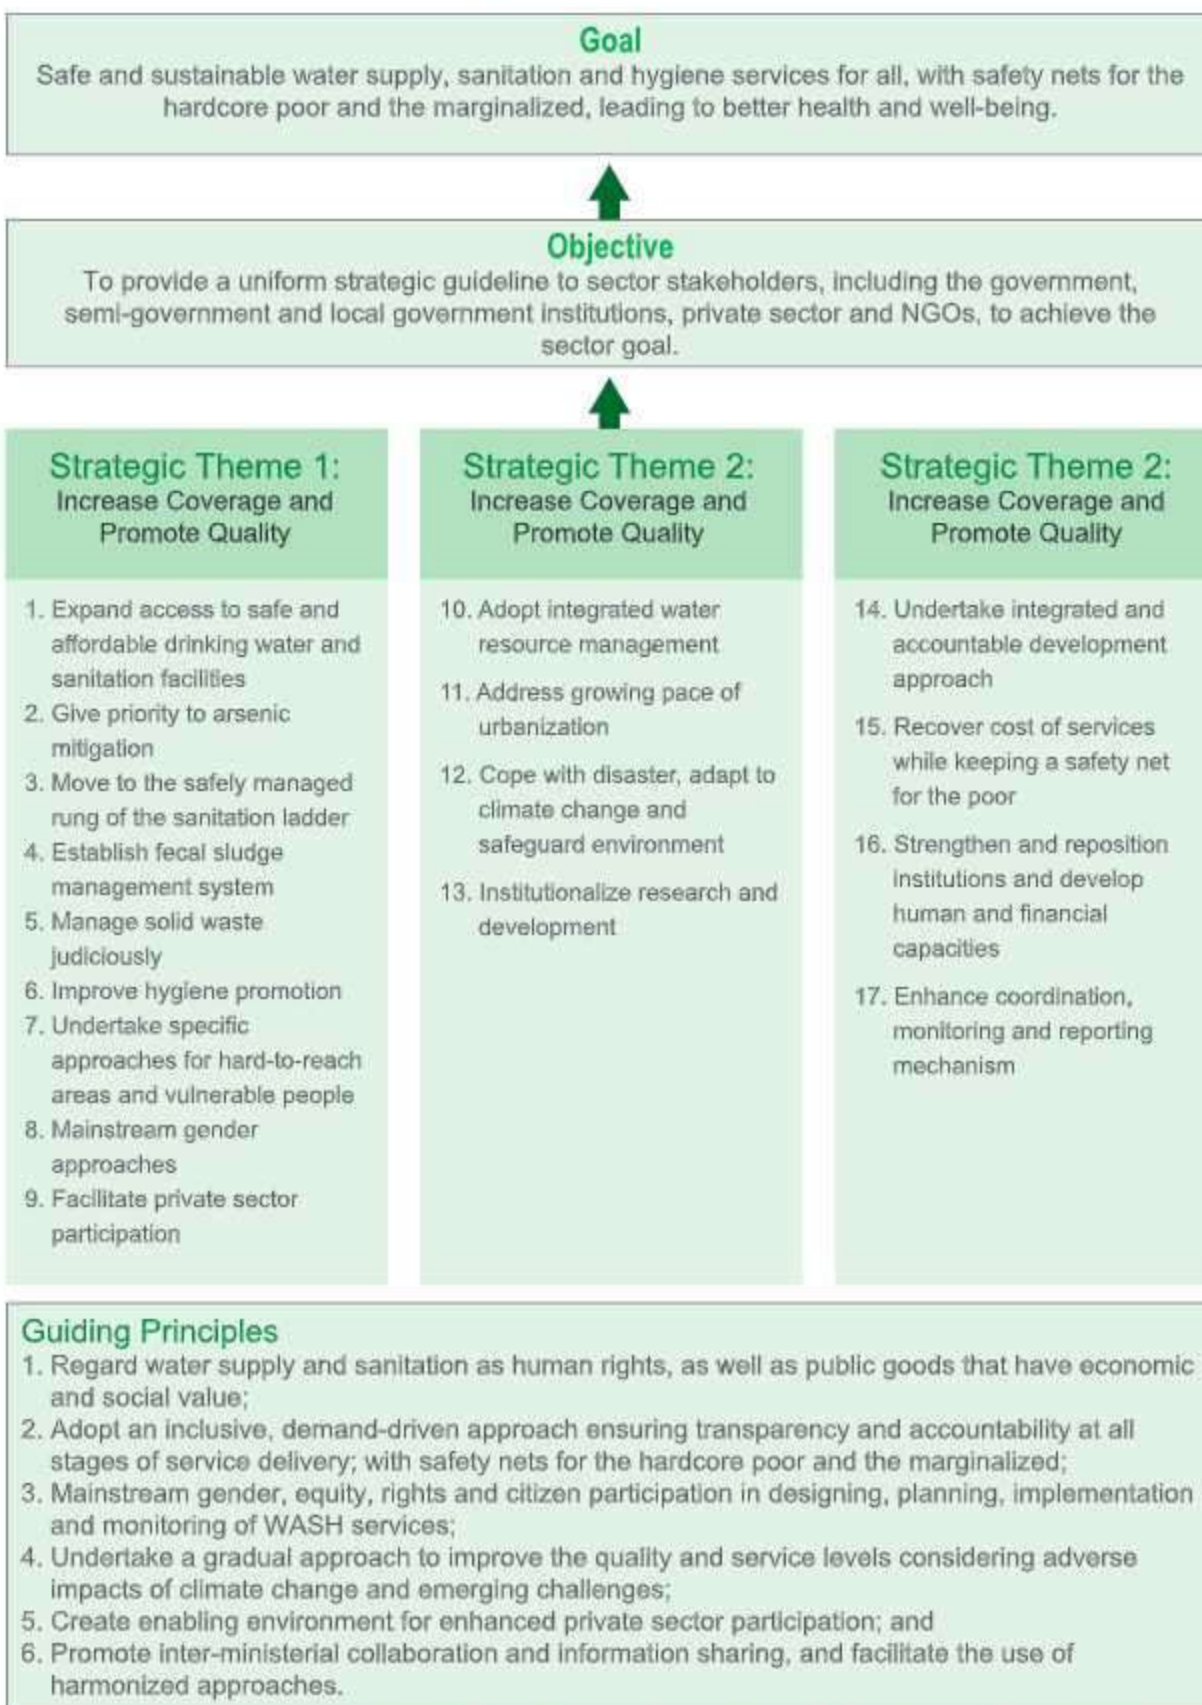 Goal
Safe and sustainable water supply, sanitation and hygiene services for all, with safety nets for the
hardcore poor and the marginalized, leading to better health and well-being.
Objective
To provide a uniform strategic guideline to sector stakeholders, including the government,
semi-government and local government institutions, private sector and NGOs, to achieve the
sector goal.
Strategic Theme 1:
Increase Coverage and
Promote Quality
1. Expand access to safe and
affordable drinking water and
sanitation facilities
2. Give priority to arsenic
mitigation
3. Move to the safely managed
rung of the sanitation ladder
4. Establish fecal sludge
management system
5. Manage solid waste
judiciously
6. Improve hygiene promotion
7. Undertake specific
approaches for hard-to-reach
areas and vulnerable people
8. Mainstream gender
approaches
9. Facilitate private sector
participation
Strategic Theme 2:
Increase Coverage and
Promote Quality
10. Adopt integrated water
resource management
11. Address growing pace of
urbanization
12. Cope with disaster, adapt to
climate change and
safeguard environment
13. Institutionalize research and
development
Strategic Theme 2:
Increase Coverage and
Promote Quality
14. Undertake integrated and
accountable development
approach
15. Recover cost of services
while keeping a safety net
for the poor
16. Strengthen and reposition
institutions and develop
human and financial
capacities
17. Enhance coordination,
monitoring and reporting
mechanism
Guiding Principles
1. Regard water supply and sanitation as human rights, as well as public goods that have economic
and social value;
2. Adopt an inclusive, demand-driven approach ensuring transparency and accountability at all
stages of service delivery; with safety nets for the hardcore poor and the marginalized;
3. Mainstream gender, equity, rights and citizen participation in designing, planning, implementation
and monitoring of WASH services;
4. Undertake a gradual approach to improve the quality and service levels considering adverse
impacts of climate change and emerging challenges;
5. Create enabling environment for enhanced private sector participation; and
6. Promote inter-ministerial collaboration and information sharing, and facilitate the use of
harmonized approaches.